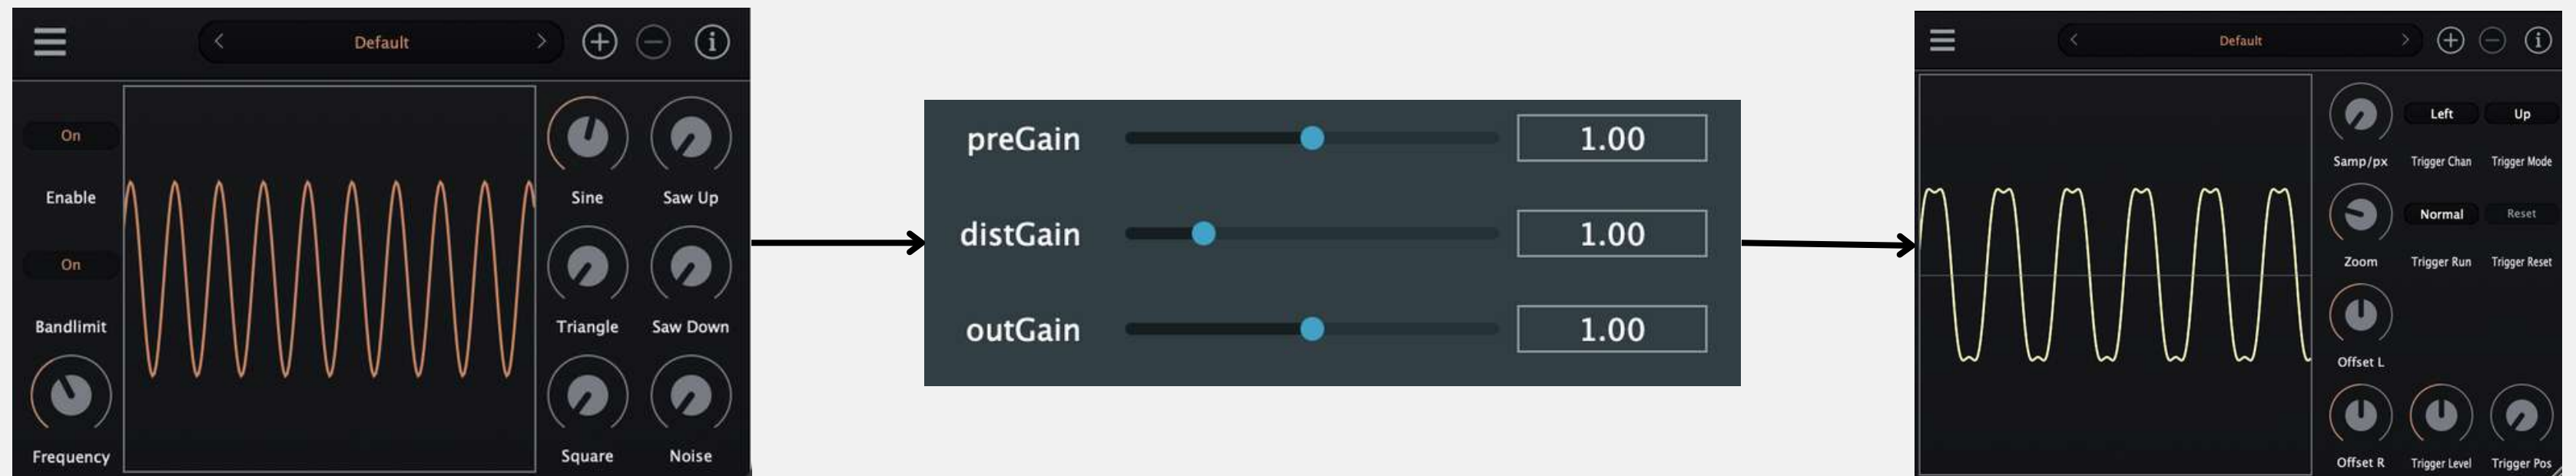 Default
On
Enable
On
Bandlimit
Frequency
Sine
Saw Up
Triangle
Saw Down
Square
Noise
preGain 1.00
distGain 1.00
outGain 1.00
Default
Left
Up
Samp/px
Trigger Chan
Trigger Mode
Normal
Reset
Zoom
Trigger Run
Trigger Reset
Offset L
Offset R
Trigger Level
Trigger Pos